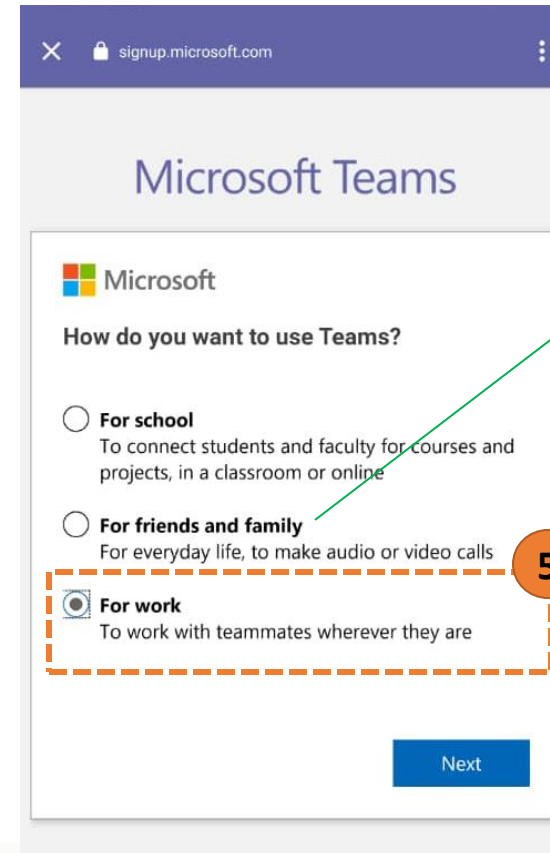 signup.microsoft.com
Microsoft Teams
Microsoft
How do you want to use Teams?
For school
To connect students and faculty for courses and
projects, in a classroom or online
For friends and family
For everyday life, to make audio or video calls
5
For work
To work with teammates wherever they are
Next